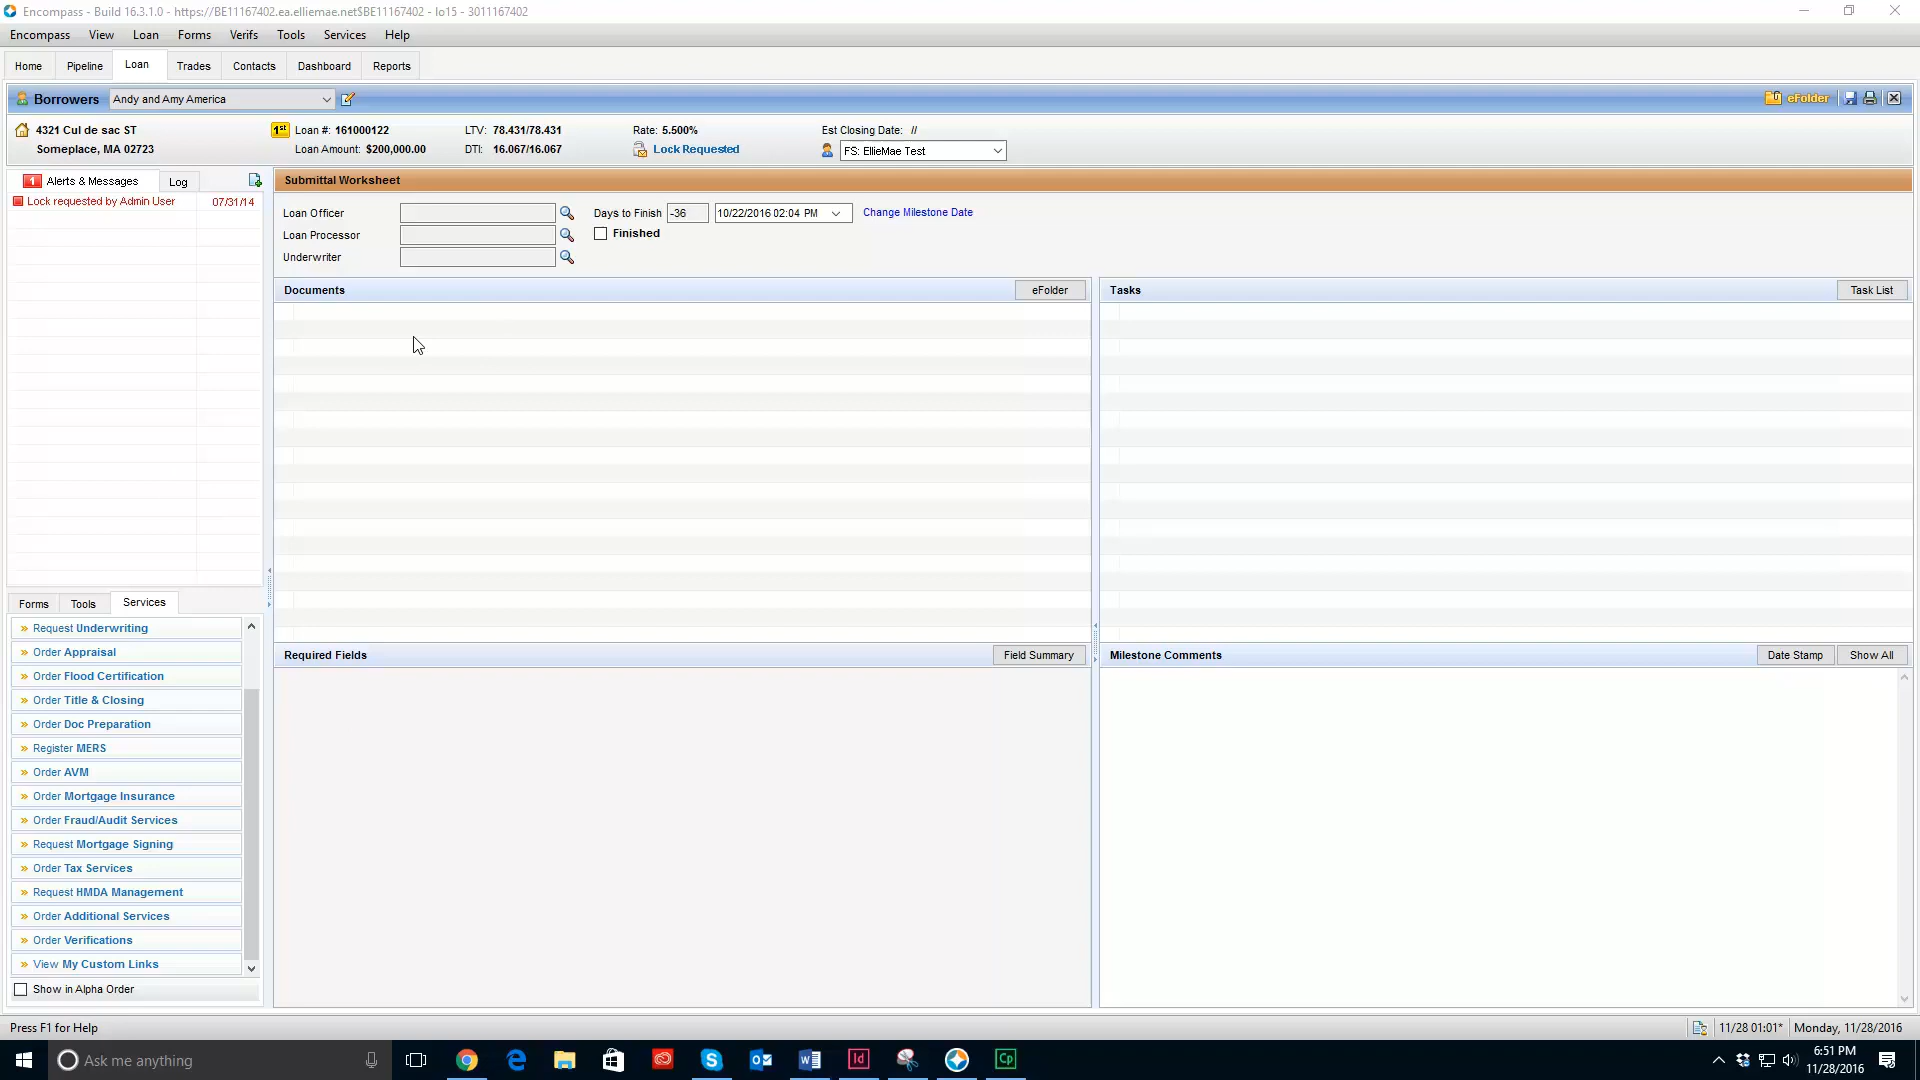 Encompass - Build 16.3.1.0 - https://BE11167402.ea.elliemae.net$BE11167402 - lo15 - 3011167402
Encompass View Loan Forms Verifs Tools Services Help
Home Pipeline Loan Trades Contacts Dashboard Reports
Borrowers Andy and Amy America eFolder
4321 Cul de sac ST 1st Loan #: 161000122 LTV: 78.431/78.431 Rate: 5.500% Est Closing Date: //
Someplace, MA 02723 Loan Amount: $200,000.00 DTI: 16.067/16.067 Lock Requested FS: EllieMae Test
1 Alerts & Messages Log
Lock requested by Admin User 07/31/14
Submittal Worksheet
Loan Officer Days to Finish -36 10/22/2016 02:04 PM Change Milestone Date
Loan Processor Finished
Underwriter
Documents eFolder
Tasks Task List
Required Fields Field Summary
Milestone Comments Date Stamp Show All
Forms Tools Services
» Request Underwriting
» Order Appraisal
» Order Flood Certification
» Order Title & Closing
» Order Doc Preparation
» Register MERS
» Order AVM
» Order Mortgage Insurance
» Order Fraud/Audit Services
» Request Mortgage Signing
» Order Tax Services
» Request HMDA Management
» Order Additional Services
» Order Verifications
» View My Custom Links
Show in Alpha Order
Press F1 for Help 11/28 01:01* Monday, 11/28/2016
Ask me anything Id Cp 6:51 PM
11/28/2016